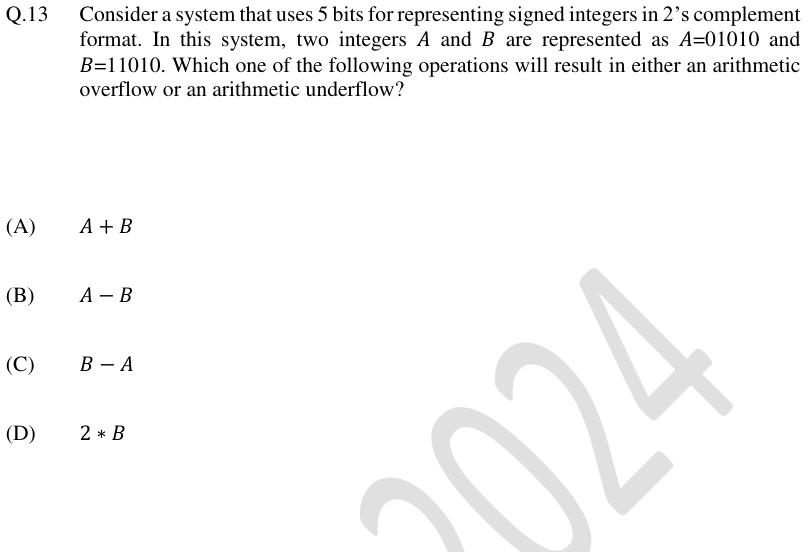 Q.13 Consider a system that uses 5 bits for representing signed integers in 2’s complement
format. In this system, two integers A and B are represented as A=01010 and
B=11010. Which one of the following operations will result in either an arithmetic
overflow or an arithmetic underflow?
(A) A + B
(B) A − B
(C) B − A
(D) 2 ∗ B
2024